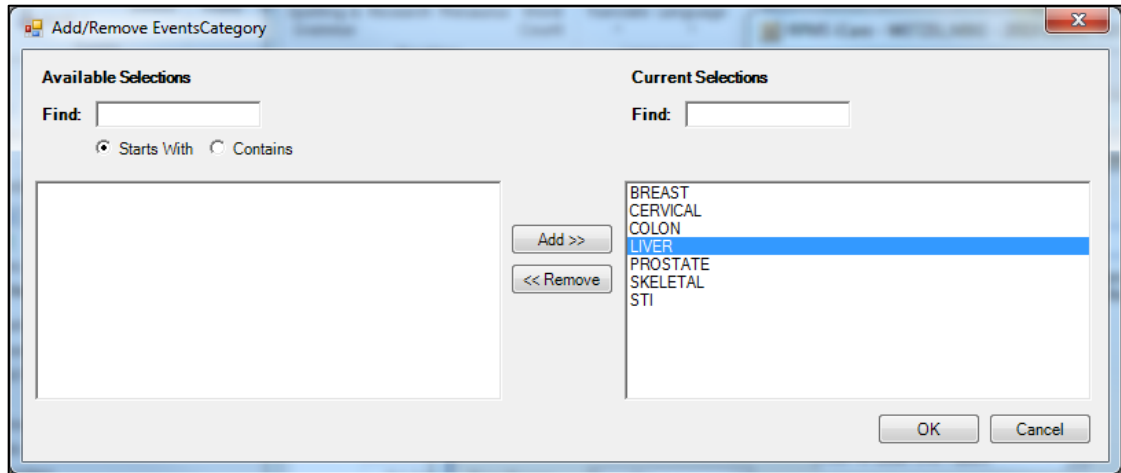 Add/Remove EventsCategory
Available Selections
Current Selections
Find:
Find:
Starts With
Contains
BREAST
CERVICAL
COLON
LIVER
PROSTATE
SKELETAL
STI
Add >>
<< Remove
OK
Cancel